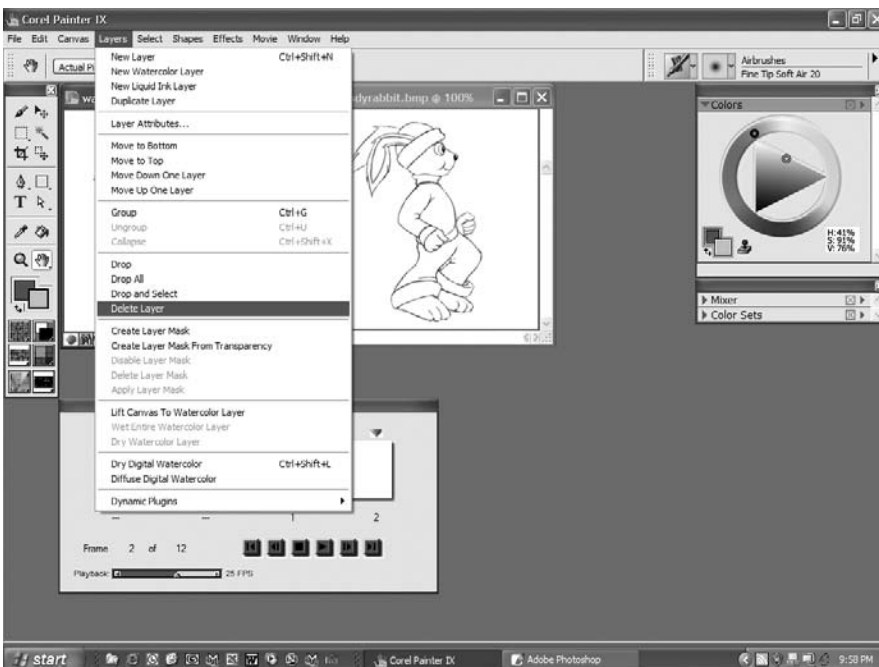 Corel Painter IX
File Edit Canvas Layers Select Shapes Effects Movie Window Help
Actual Pi
Airbrushes
Fine Tip Soft Air 20
New Layer Ctrl+Shift+N
New Watercolor Layer
New Liquid Ink Layer
Duplicate Layer
Layer Attributes...
Move to Bottom
Move to Top
Move Down One Layer
Move Up One Layer
Group Ctrl+G
Ungroup Ctrl+U
Collapse Ctrl+Shift+X
Drop
Drop All
Drop and Select
Delete Layer
Create Layer Mask
Create Layer Mask From Transparency
Disable Layer Mask
Delete Layer Mask
Apply Layer Mask
Lift Canvas To Watercolor Layer
Wet Entire Watercolor Layer
Dry Watercolor Layer
Dry Digital Watercolor Ctrl+Shift+L
Diffuse Digital Watercolor
Dynamic Plugins
wa
dyrabbit.bmp @ 100%
T
Colors
H:41%
S:91%
V:76%
Mixer
Color Sets
--- --- 1 2
Frame 2 of 12
Playback: 25 FPS
start
Corel Painter IX
Adobe Photoshop
9:58 PM